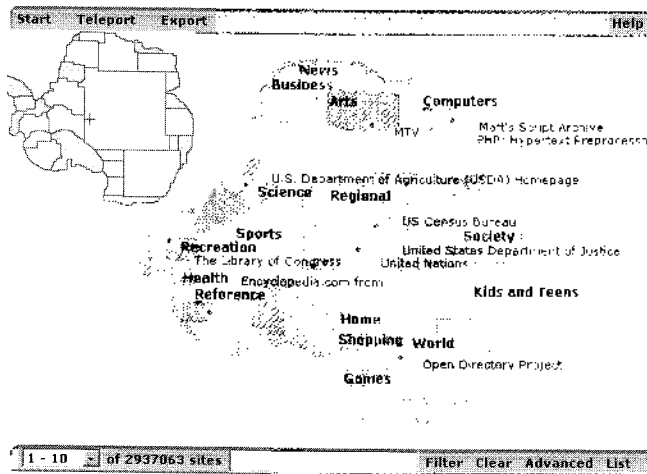 Start Teleport Export Help
News
Business
Arts
Computers
MTV
Matt's Script Archive
PHP: Hypertext Preprocessor
U.S. Department of Agriculture (USDA) Homepage
Science
Regional
US Census Bureau
Sports
Society
Recreation
United States Department of Justice
The Library of Congress
United Nations
Health
Encyclopedia.com from
Reference
Kids and Teens
Home
Shopping
World
Open Directory Project
Games
1 - 10 of 2937063 sites Filter Clear Advanced List